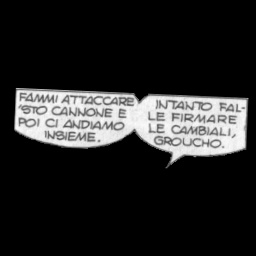 FAMMI ATTACCARE
'STO CANNONE E
POI CI ANDIAMO
INSIEME.
INTANTO FAL-
LE FIRMARE
LE CAMBIALI,
GROUCHO.